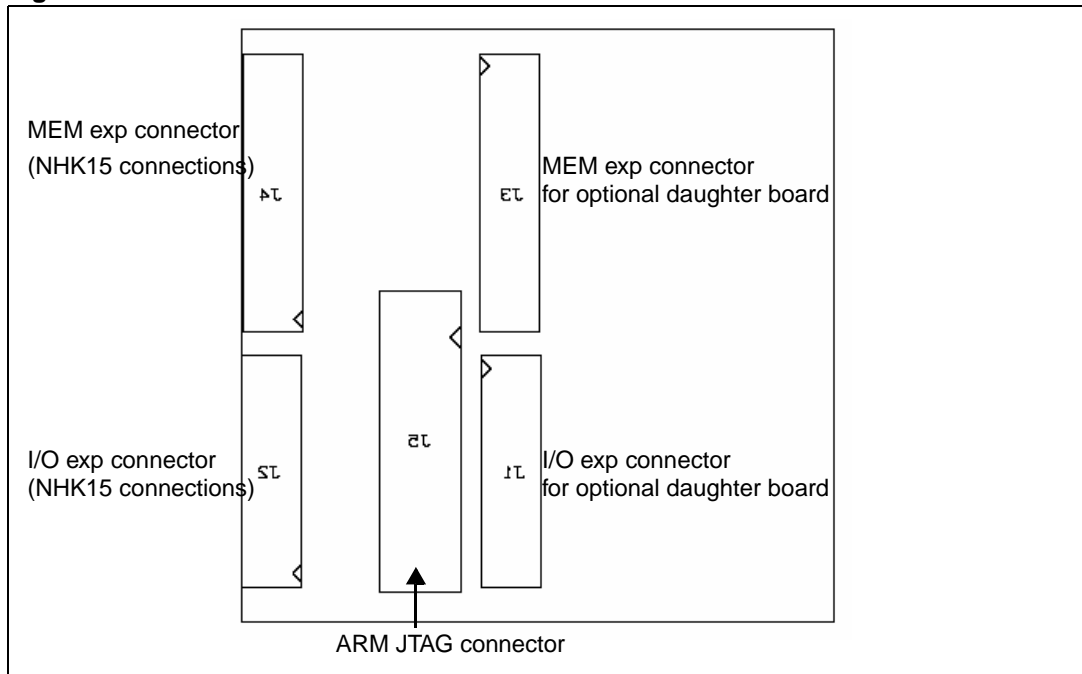 MEM exp connector
(NHK15 connections)
J4
J3
MEM exp connector
for optional daughter board
I/O exp connector
(NHK15 connections)
J2
J5
J1
I/O exp connector
for optional daughter board
ARM JTAG connector